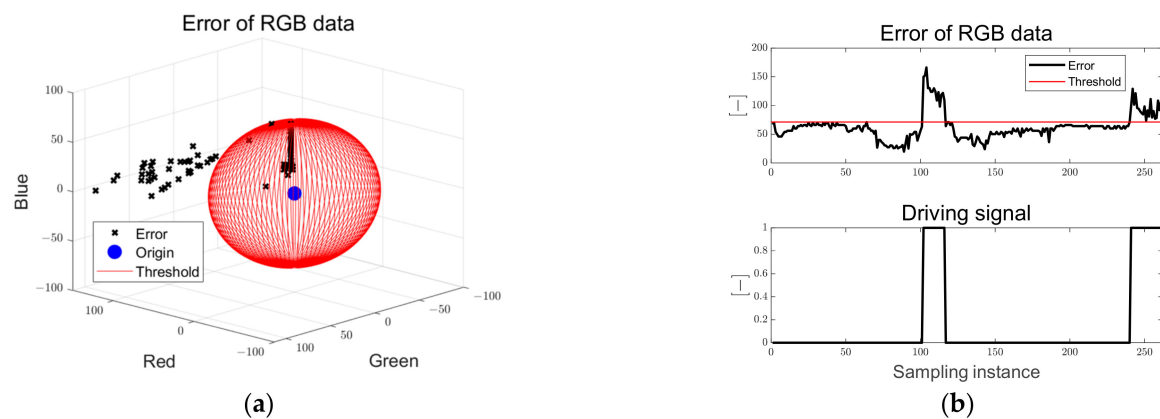 Error of RGB data
100
50
0
−50
−100
Blue
Error
Origin
Threshold
100
0
−100
Red
100
50
0
−50
−100
Green
(a)
Error of RGB data
200
150
100
50
0
[−]
Error
Threshold
0
50
100
150
200
250
Driving signal
1
0.8
0.6
0.4
0.2
0
[−]
0
50
100
150
200
250
Sampling instance
(b)